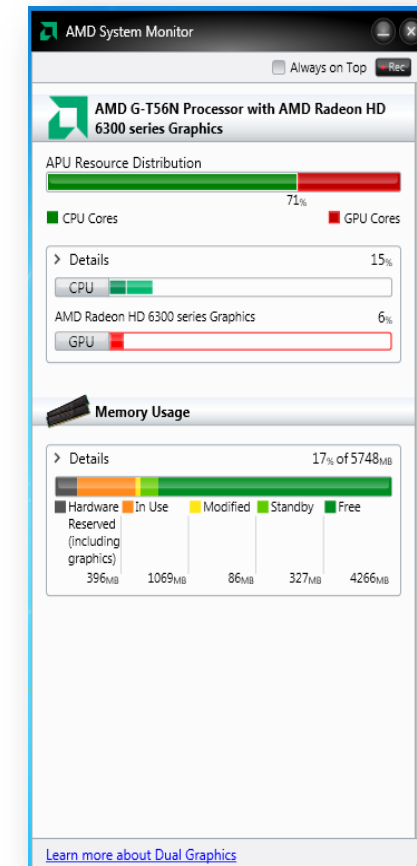 AMD System Monitor
Always on Top
Rec
AMD G-T56N Processor with AMD Radeon HD
6300 series Graphics
APU Resource Distribution
71%
CPU Cores
GPU Cores
Details
15%
CPU
AMD Radeon HD 6300 series Graphics
6%
GPU
Memory Usage
Details
17% of 5748MB
Hardware
Reserved
(including
graphics)
In Use
Modified
Standby
Free
396MB
1069MB
86MB
327MB
4266MB
Learn more about Dual Graphics